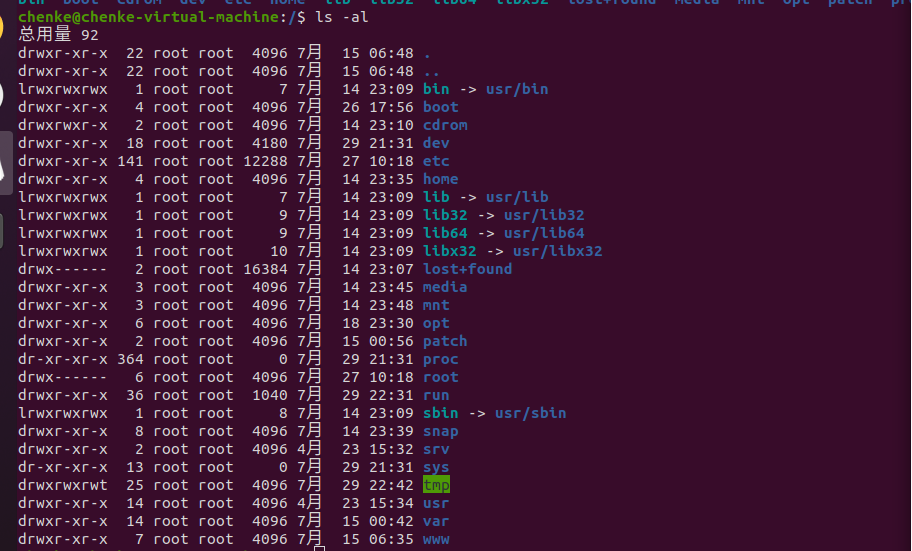 bin boot cdrom dev etc home lib lib32 lib64 libx32 lost+found media mnt opt patch
chenke@chenke-virtual-machine:/$ ls -al
总用量 92
drwxr-xr-x  22 root root  4096 7月  15 06:48 .
drwxr-xr-x  22 root root  4096 7月  15 06:48 ..
lrwxrwxrwx   1 root root     7 7月  14 23:09 bin -> usr/bin
drwxr-xr-x   4 root root  4096 7月  26 17:56 boot
drwxrwxr-x   2 root root  4096 7月  14 23:10 cdrom
drwxr-xr-x  18 root root  4180 7月  29 21:31 dev
drwxr-xr-x 141 root root 12288 7月  27 10:18 etc
drwxr-xr-x   4 root root  4096 7月  14 23:35 home
lrwxrwxrwx   1 root root     7 7月  14 23:09 lib -> usr/lib
lrwxrwxrwx   1 root root     9 7月  14 23:09 lib32 -> usr/lib32
lrwxrwxrwx   1 root root     9 7月  14 23:09 lib64 -> usr/lib64
lrwxrwxrwx   1 root root    10 7月  14 23:09 libx32 -> usr/libx32
drwx------   2 root root 16384 7月  14 23:07 lost+found
drwxr-xr-x   3 root root  4096 7月  14 23:45 media
drwxr-xr-x   3 root root  4096 7月  14 23:48 mnt
drwxr-xr-x   6 root root  4096 7月  18 23:30 opt
drwxr-xr-x   2 root root  4096 7月  15 00:56 patch
dr-xr-xr-x 364 root root     0 7月  29 21:31 proc
drwx------   6 root root  4096 7月  27 10:18 root
drwxr-xr-x  36 root root  1040 7月  29 22:31 run
lrwxrwxrwx   1 root root     8 7月  14 23:09 sbin -> usr/sbin
drwxr-xr-x   8 root root  4096 7月  14 23:39 snap
drwxr-xr-x   2 root root  4096 4月  23 15:32 srv
dr-xr-xr-x  13 root root     0 7月  29 21:31 sys
drwxrwxrwt  25 root root  4096 7月  29 22:42 tmp
drwxr-xr-x  14 root root  4096 4月  23 15:34 usr
drwxr-xr-x  14 root root  4096 7月  15 00:42 var
drwxr-xr-x   7 root root  4096 7月  15 06:35 www